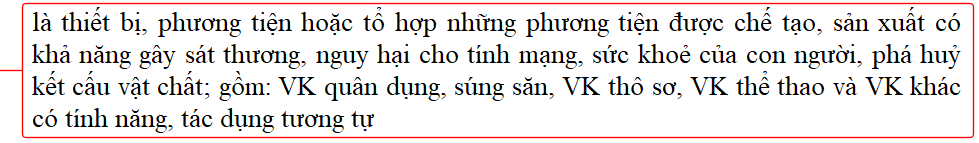 là thiết bị, phương tiện hoặc tổ hợp những phương tiện được chế tạo, sản xuất có
khả năng gây sát thương, nguy hại cho tính mạng, sức khoẻ của con người, phá huỷ
kết cấu vật chất; gồm: VK quân dụng, súng săn, VK thô sơ, VK thể thao và VK khác
có tính năng, tác dụng tương tự